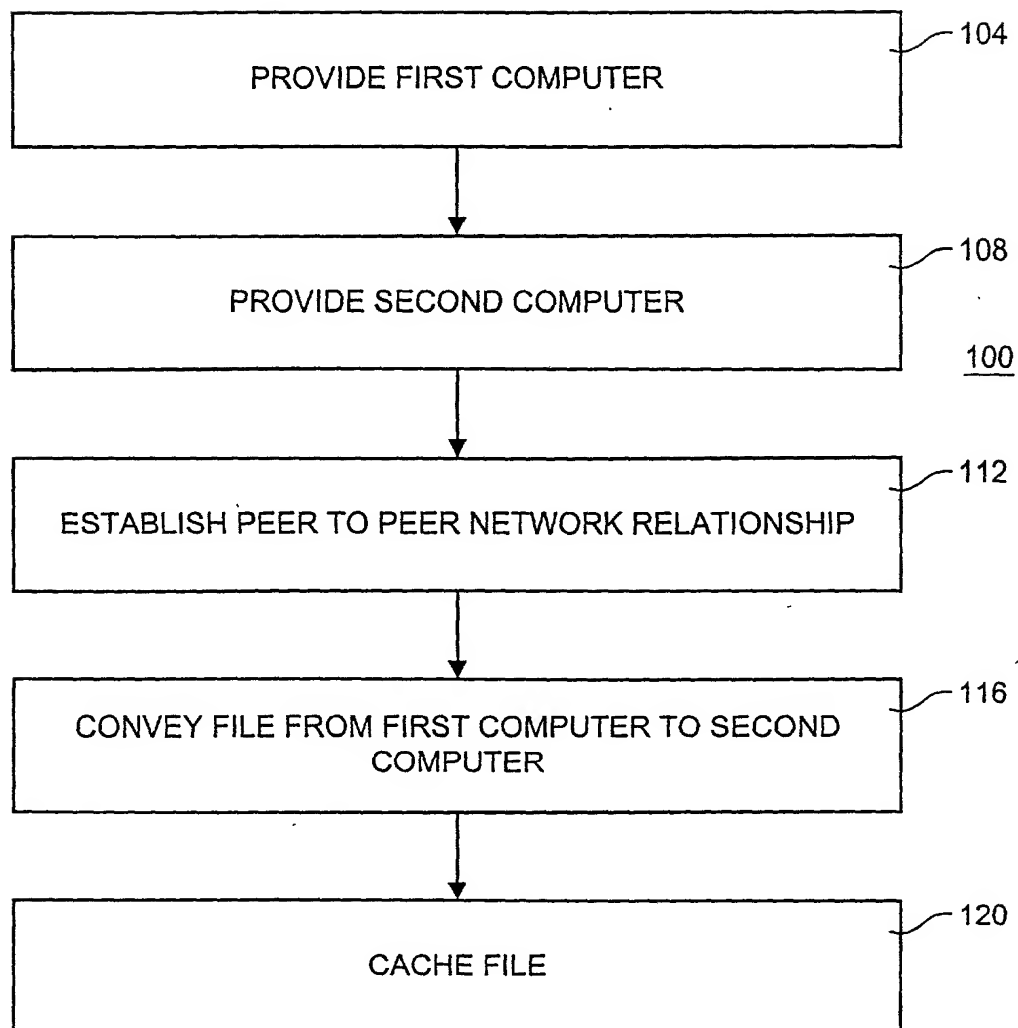 104
PROVIDE FIRST COMPUTER
108
PROVIDE SECOND COMPUTER
100
112
ESTABLISH PEER TO PEER NETWORK RELATIONSHIP
116
CONVEY FILE FROM FIRST COMPUTER TO SECOND
COMPUTER
120
CACHE FILE